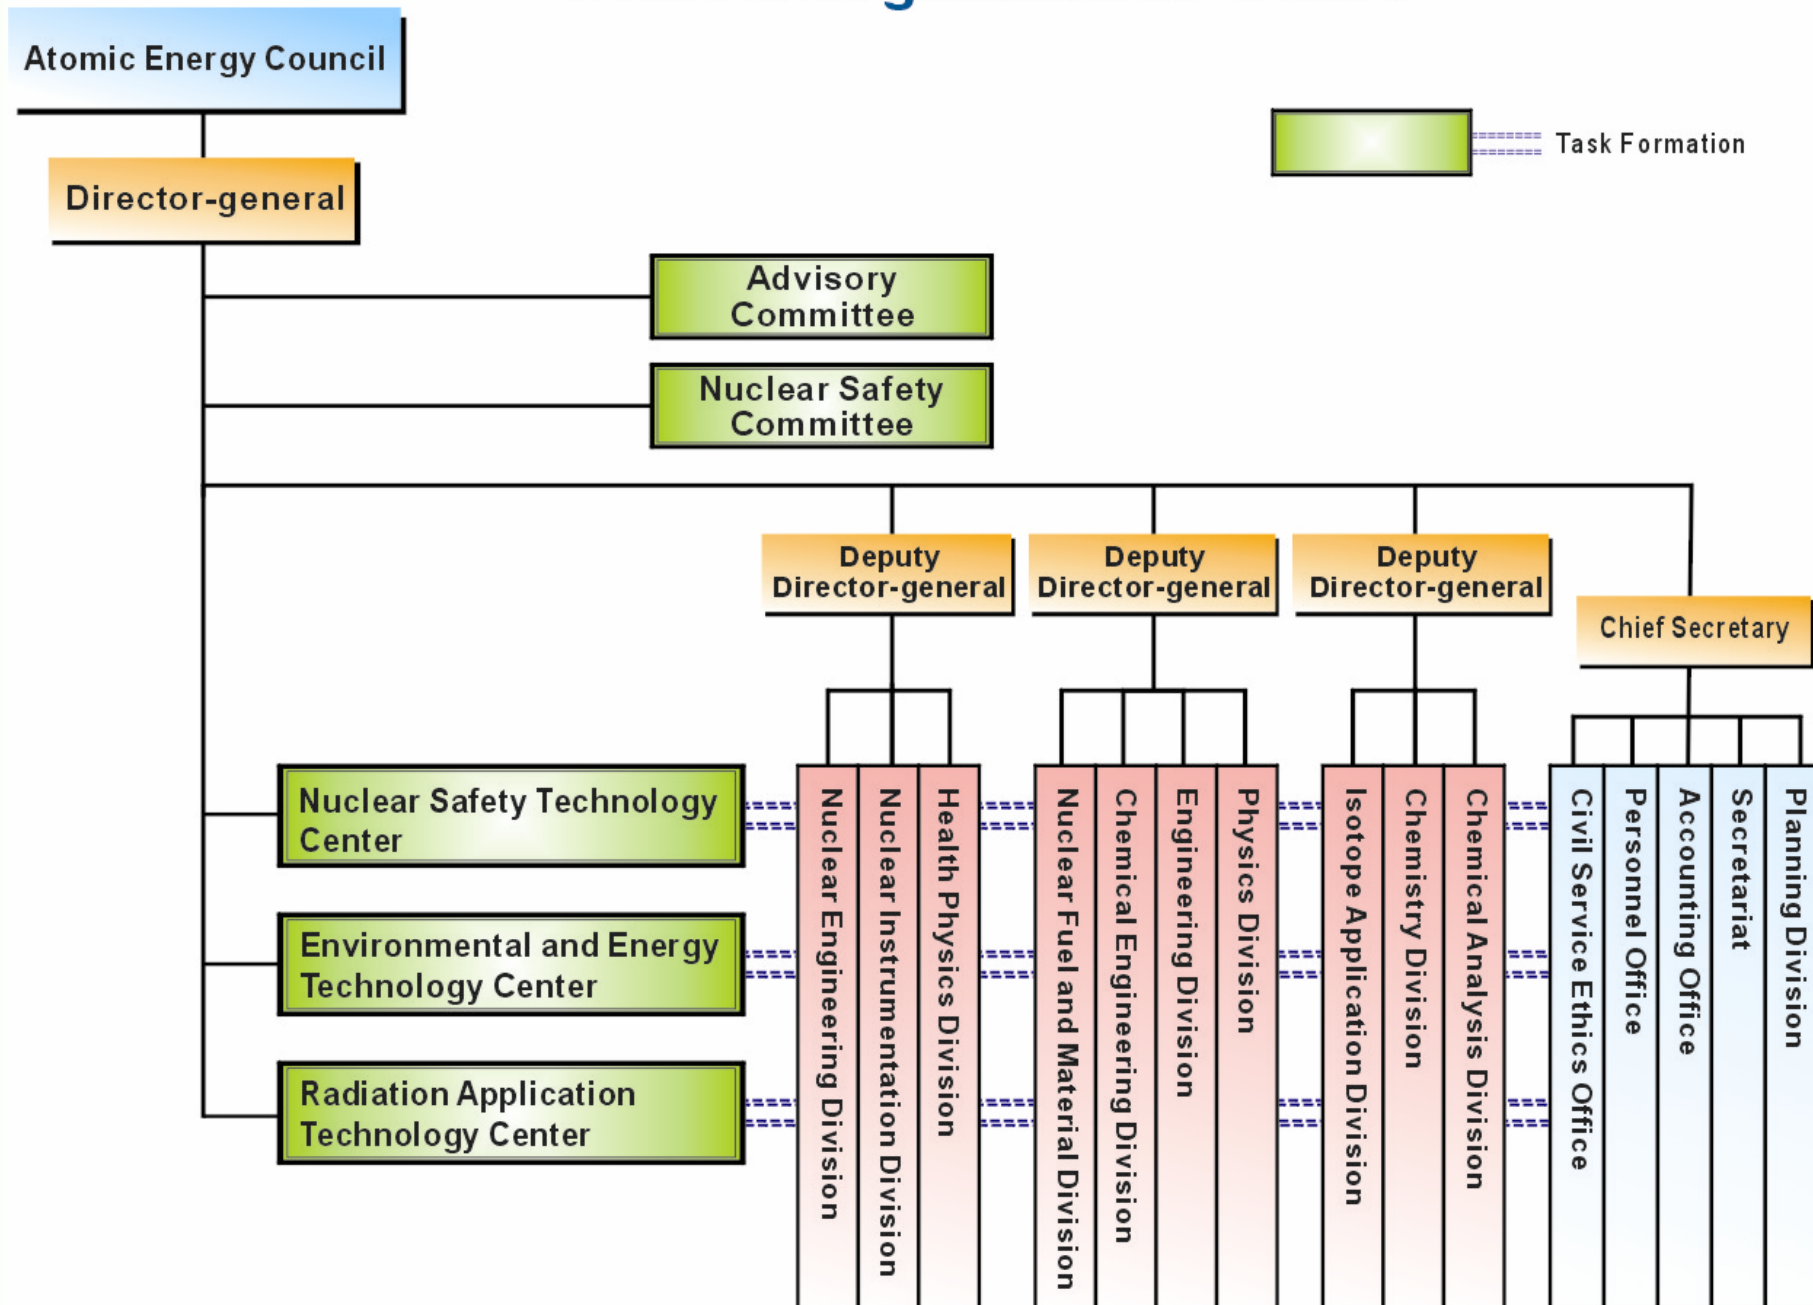 Atomic Energy Council
Task Formation
Director-general
Advisory
Committee
Nuclear Safety
Committee
Deputy
Director-general
Deputy
Director-general
Deputy
Director-general
Chief Secretary
Nuclear Safety Technology
Center
Environmental and Energy
Technology Center
Radiation Application
Technology Center
Nuclear Engineering Division
Nuclear Instrumentation Division
Health Physics Division
Nuclear Fuel and Material Division
Chemical Engineering Division
Engineering Division
Physics Division
Isotope Application Division
Chemistry Division
Chemical Analysis Division
Civil Service Ethics Office
Personnel Office
Accounting Office
Secretariat
Planning Division